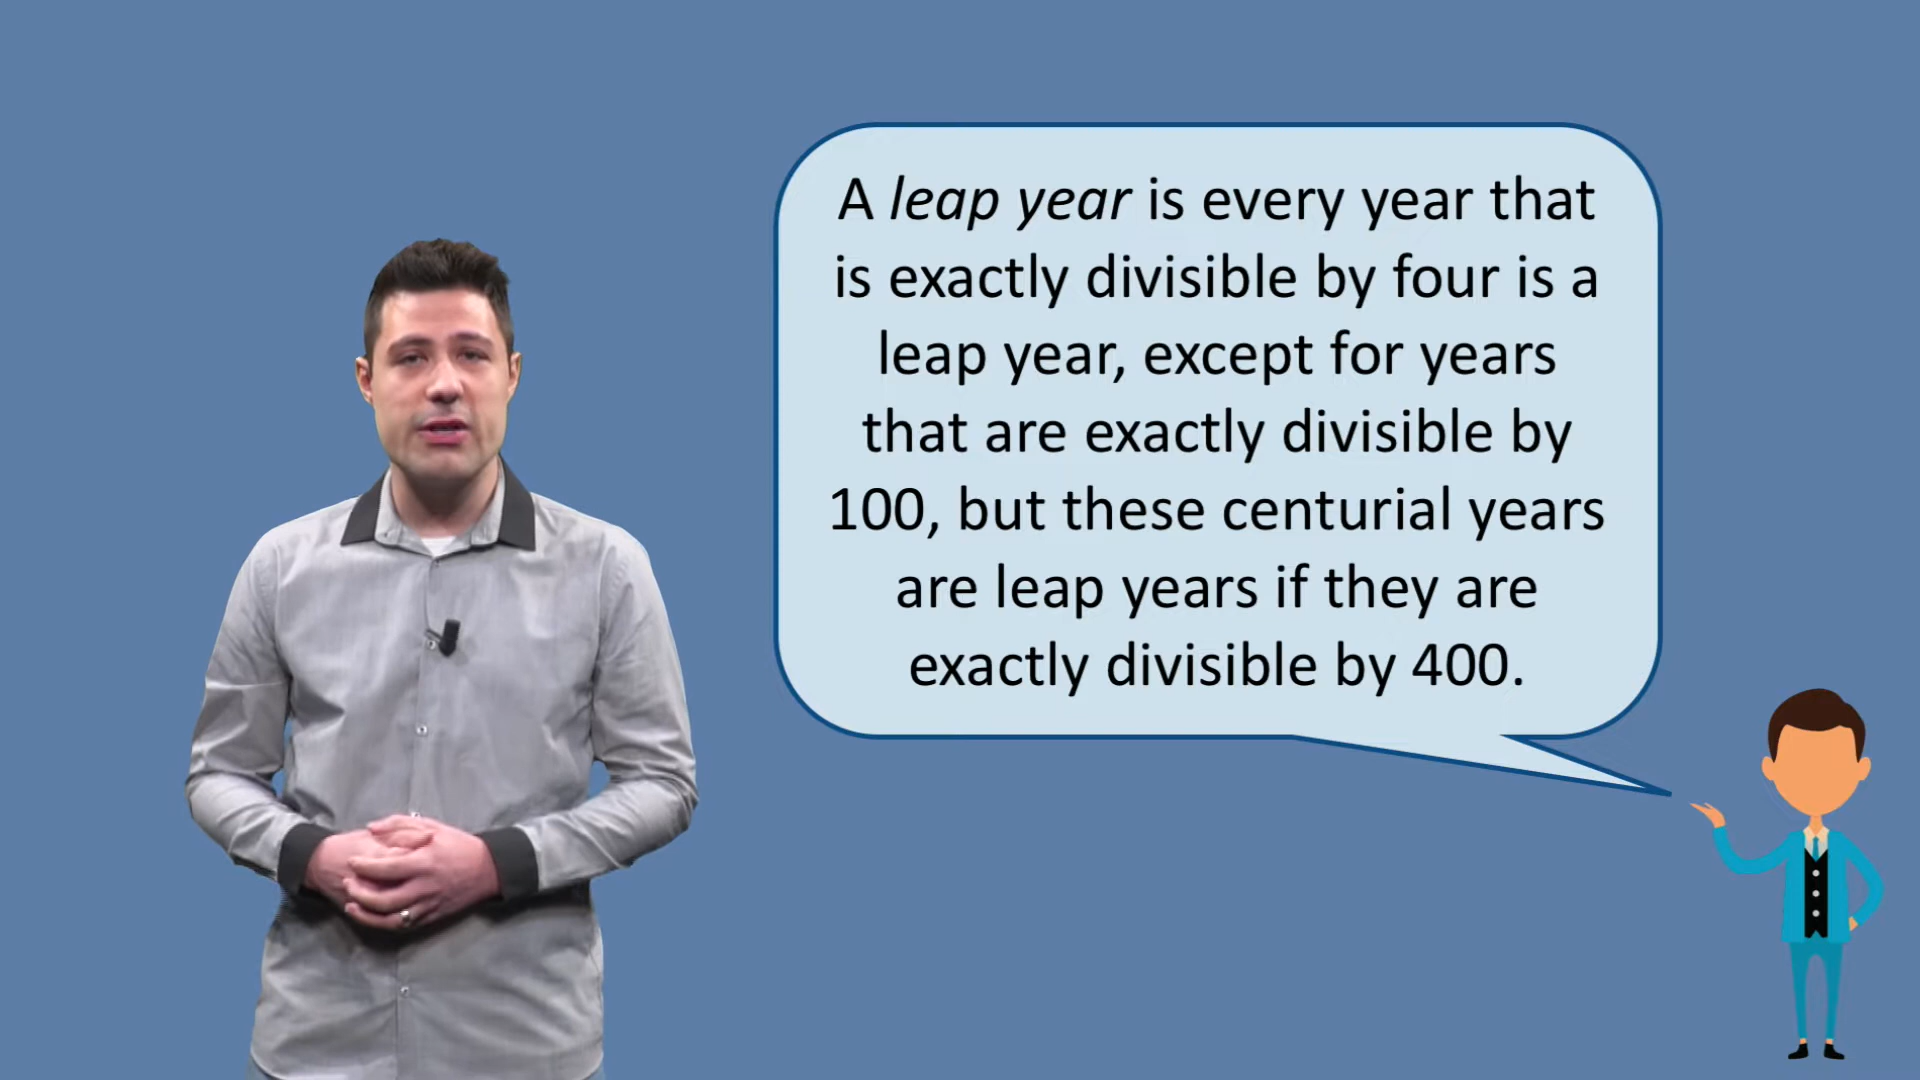 A leap year is every year that
is exactly divisible by four is a
leap year, except for years
that are exactly divisible by
100, but these centurial years
are leap years if they are
exactly divisible by 400.